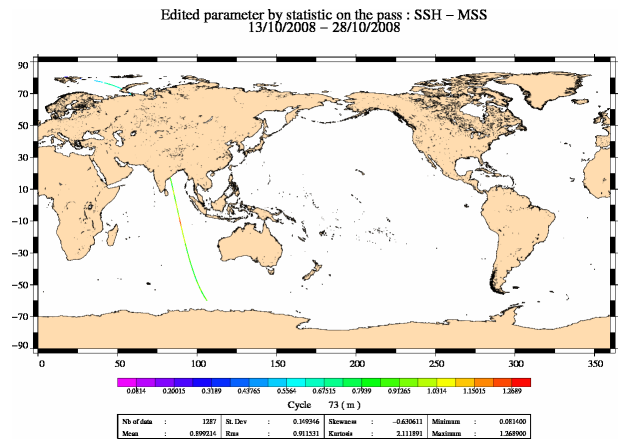 Edited parameter by statistic on the pass : SSH – MSS
13/10/2008 – 28/10/2008
90
70
50
30
10
−10
−30
−50
−70
−90
0 50 100 150 200 250 300 350
0.0814 0.20015 0.3189 0.43765 0.5564 0.67515 0.7939 0.91265 1.0314 1.15015 1.2689
Cycle 73 ( m )
Nb of data : 1287 St. Dev : 0.149346 Skewness : −0.630611 Minimum : 0.081400
Mean : 0.899214 Rms : 0.911531 Kurtosis : 2.111891 Maximum : 1.268900